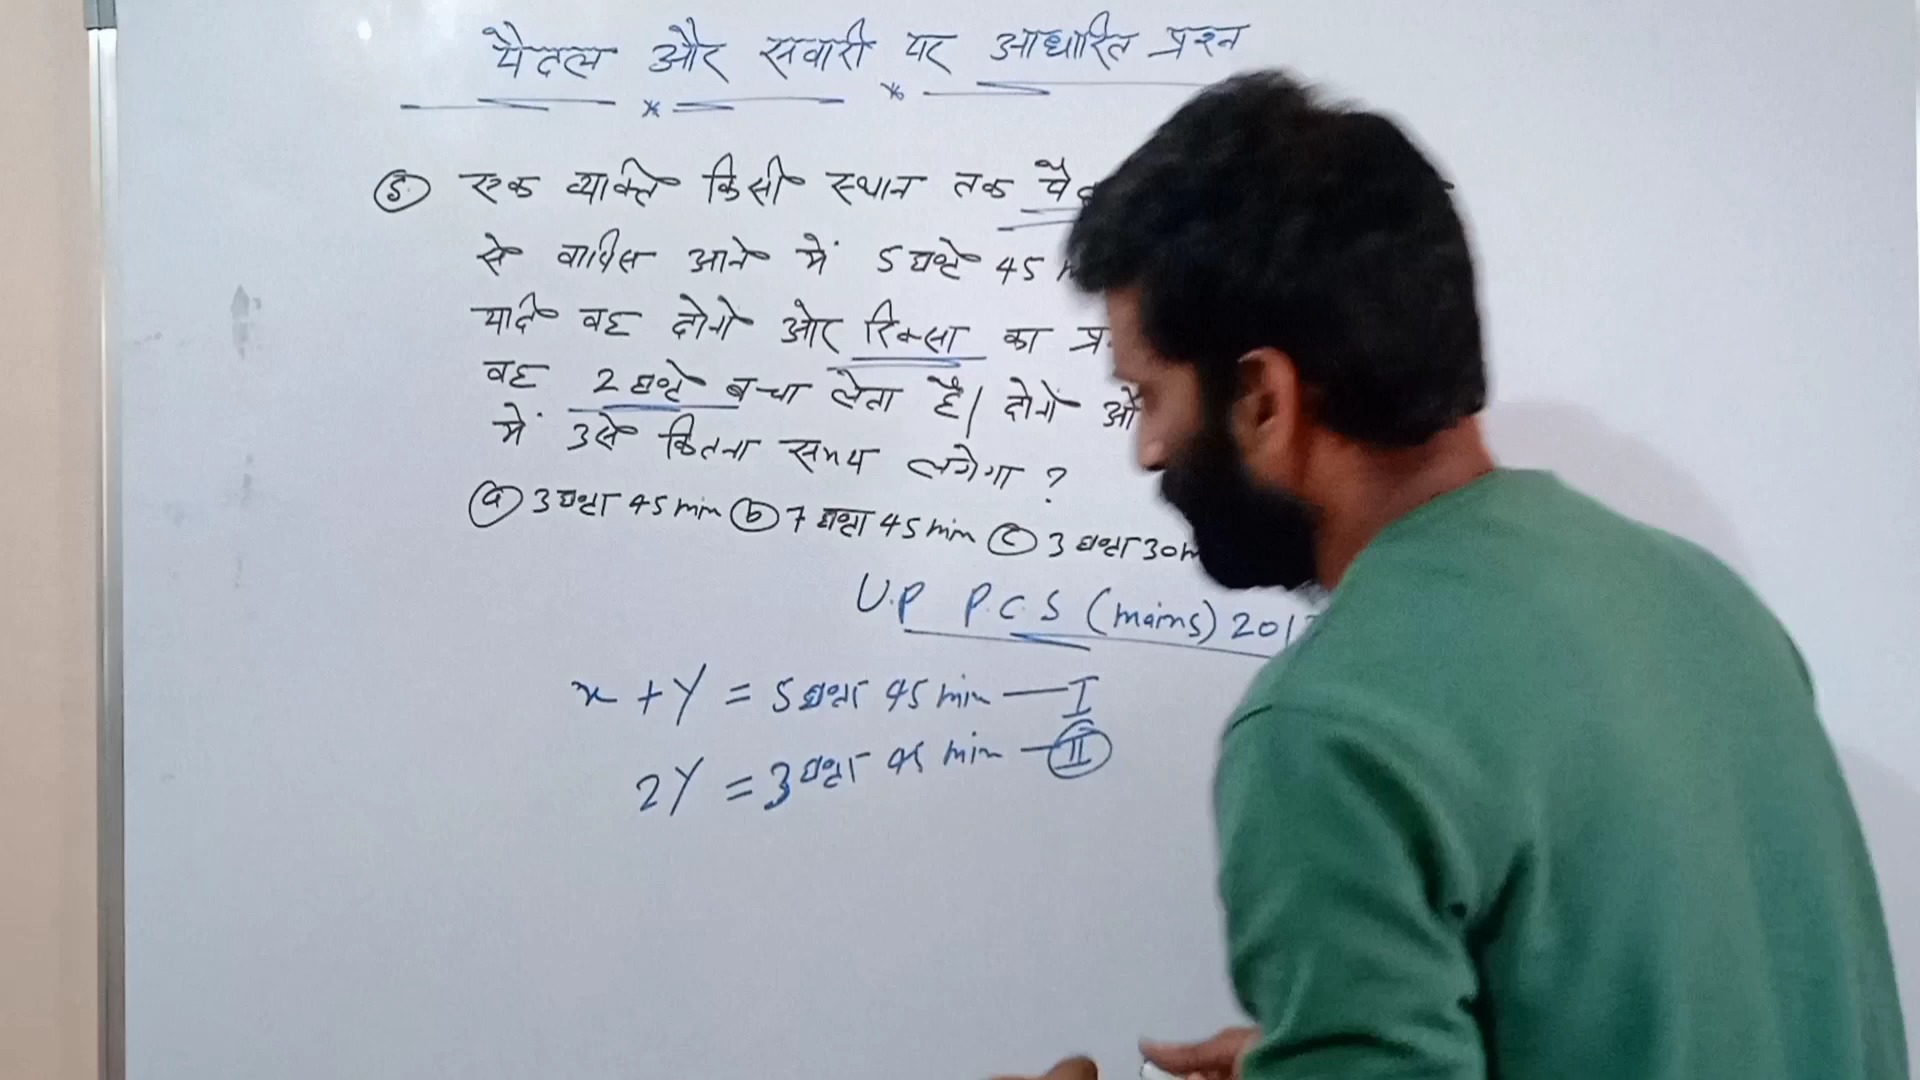 पैदल और सवारी पर आधारित प्रश्न
⑤ एक व्यक्ति किसी स्थान तक
से वापिस आने में 5 घण्टे 45
यदि वह दोनो ओर रिक्सा का
वह 2 घण्टे बचा लेता है। दोनो
में उसे कितना समय लगेगा ?
ⓐ 3 घण्टा 45 min ⓑ 7 घण्टा 45 min ⓒ 3 घण्टा 30
U.P P.C.S (mains)
x + Y = 5 घण्टा 45 min — I
2Y = 3 घण्टा 45 min — II